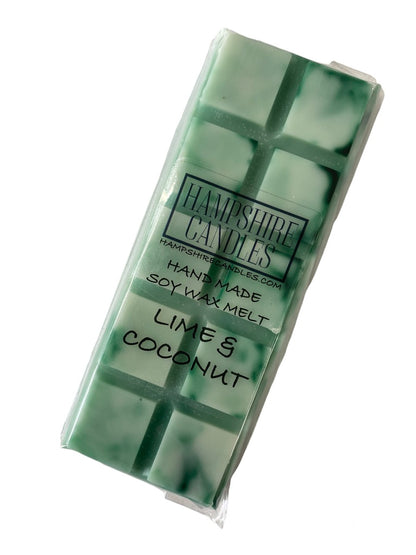 HAMPSHIRE
CANDLES
HAMPSHIRECANDLES.COM
HAND MADE
SOY WAX MELT
LIME &
COCONUT